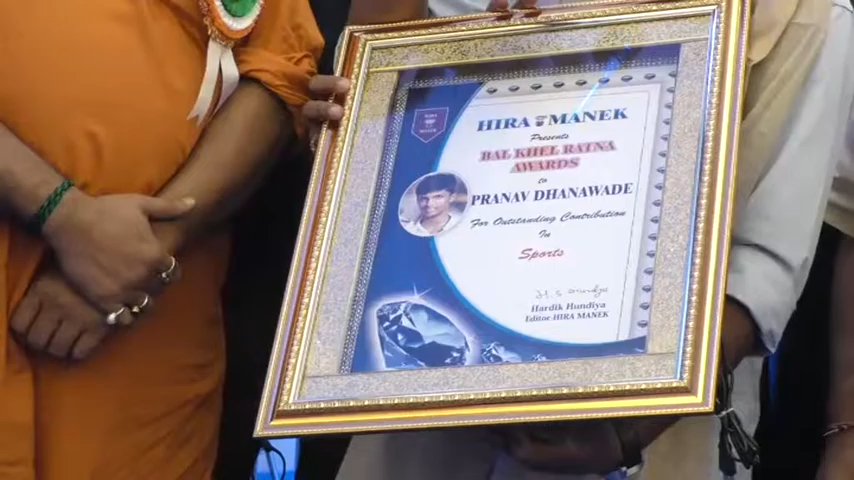 HIRA MANEK
Presents
BAL KHEL RATNA
AWARDS
to
PRANAV DHANAWADE
For Outstanding Contribution
In
Sports
Hardik Hundiya
Editor-HIRA MANEK